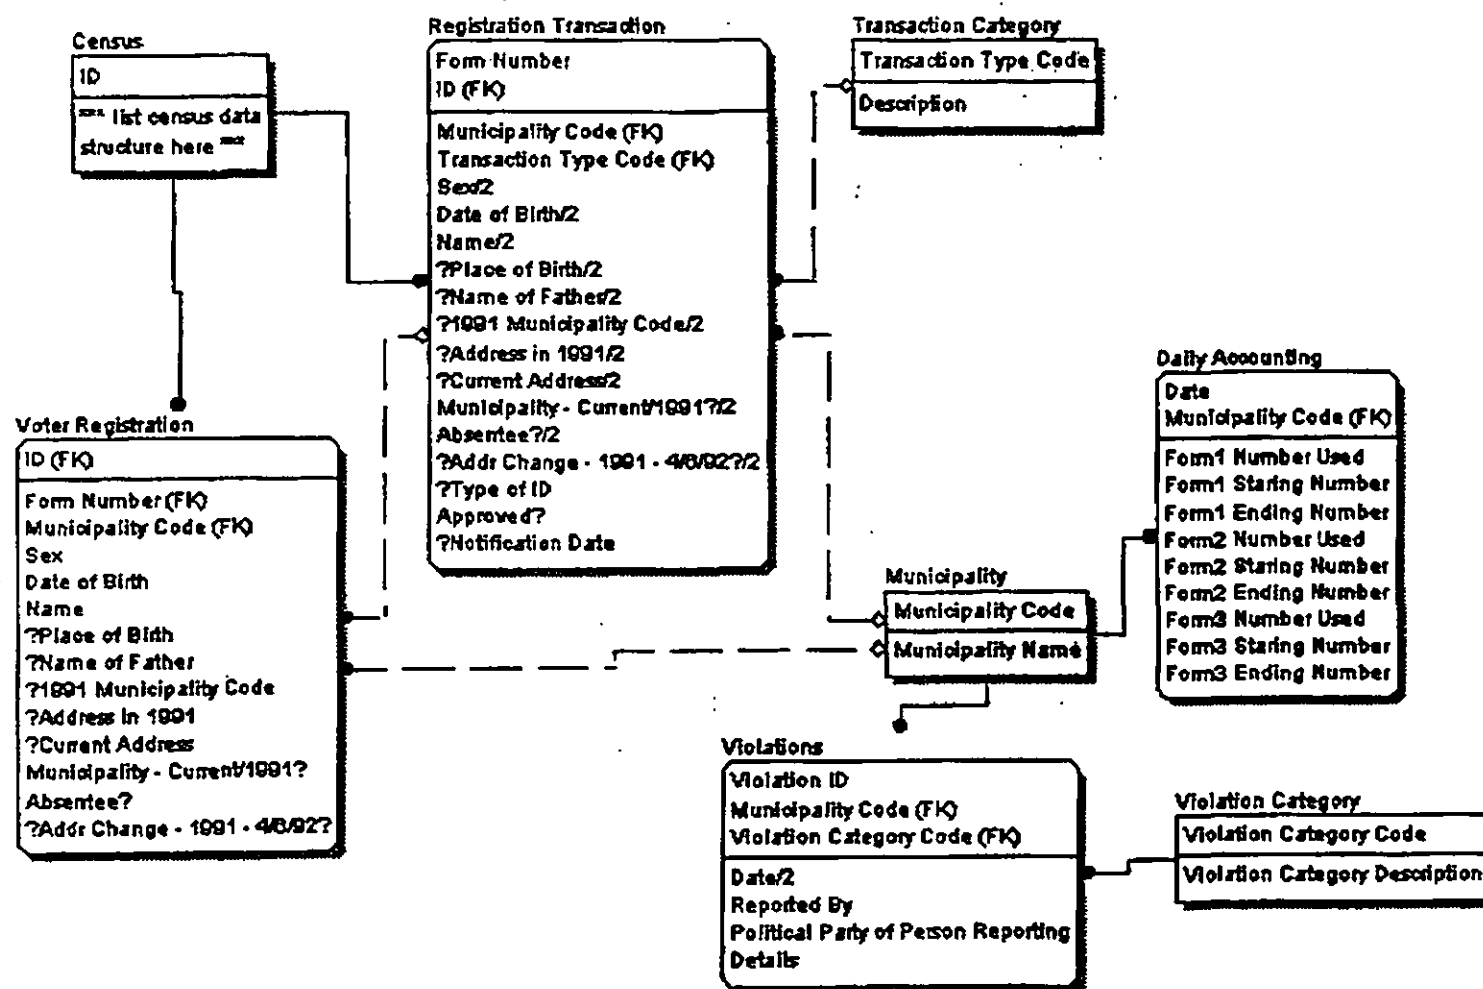 Census
ID
*** list census data
structure here ***
Registration Transaction
Form Number
ID (FK)
Municipality Code (FK)
Transaction Type Code (FK)
Sex/2
Date of Birth/2
Name/2
?Place of Birth/2
?Name of Father/2
?1991 Municipality Code/2
?Address in 1991/2
?Current Address/2
Municipality - Current/1991?/2
Absentee?/2
?Addr Change - 1991 - 4/6/92?/2
?Type of ID
Approved?
?Notification Date
Transaction Category
Transaction Type Code
Description
Voter Registration
ID (FK)
Form Number (FK)
Municipality Code (FK)
Sex
Date of Birth
Name
?Place of Birth
?Name of Father
?1991 Municipality Code
?Address in 1991
?Current Address
Municipality - Current/1991?
Absentee?
?Addr Change - 1991 - 4/6/92?
Daily Accounting
Date
Municipality Code (FK)
Form1 Number Used
Form1 Staring Number
Form1 Ending Number
Form2 Number Used
Form2 Staring Number
Form2 Ending Number
Form3 Number Used
Form3 Staring Number
Form3 Ending Number
Municipality
Municipality Code
Municipality Name
Violations
Violation ID
Municipality Code (FK)
Violation Category Code (FK)
Date/2
Reported By
Political Party of Person Reporting
Details
Violation Category
Violation Category Code
Violation Category Description